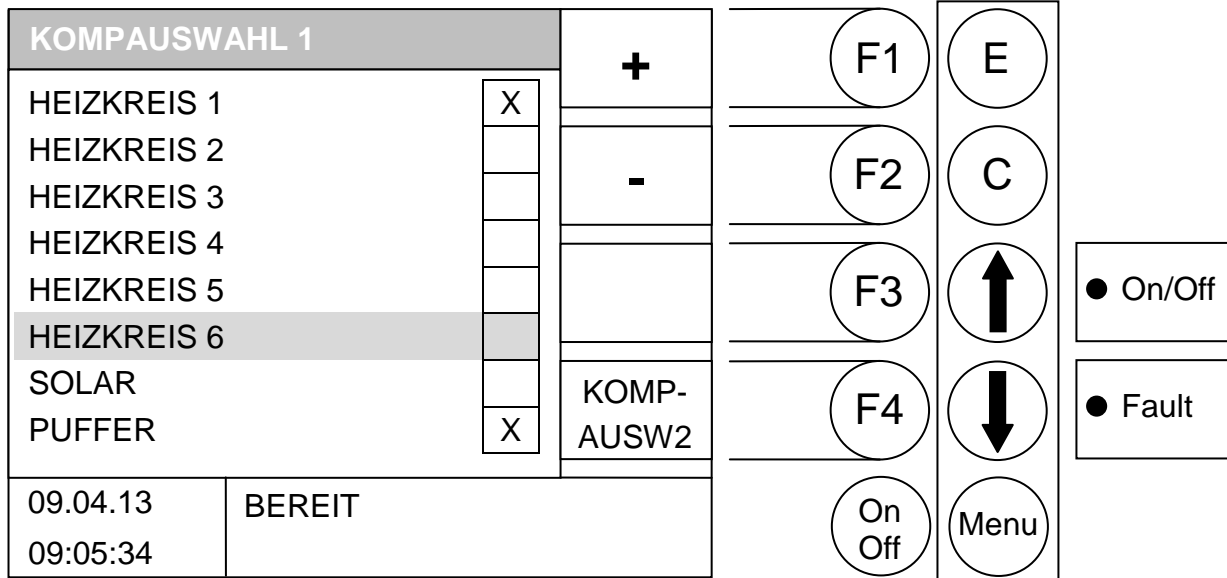 KOMPAUSWAHL 1
HEIZKREIS 1 X
HEIZKREIS 2
HEIZKREIS 3
HEIZKREIS 4
HEIZKREIS 5
HEIZKREIS 6
SOLAR
PUFFER X
+
-
KOMP-
AUSW2
09.04.13
09:05:34
BEREIT
F1
F2
F3
F4
On
Off
E
C
Menu
On/Off
Fault